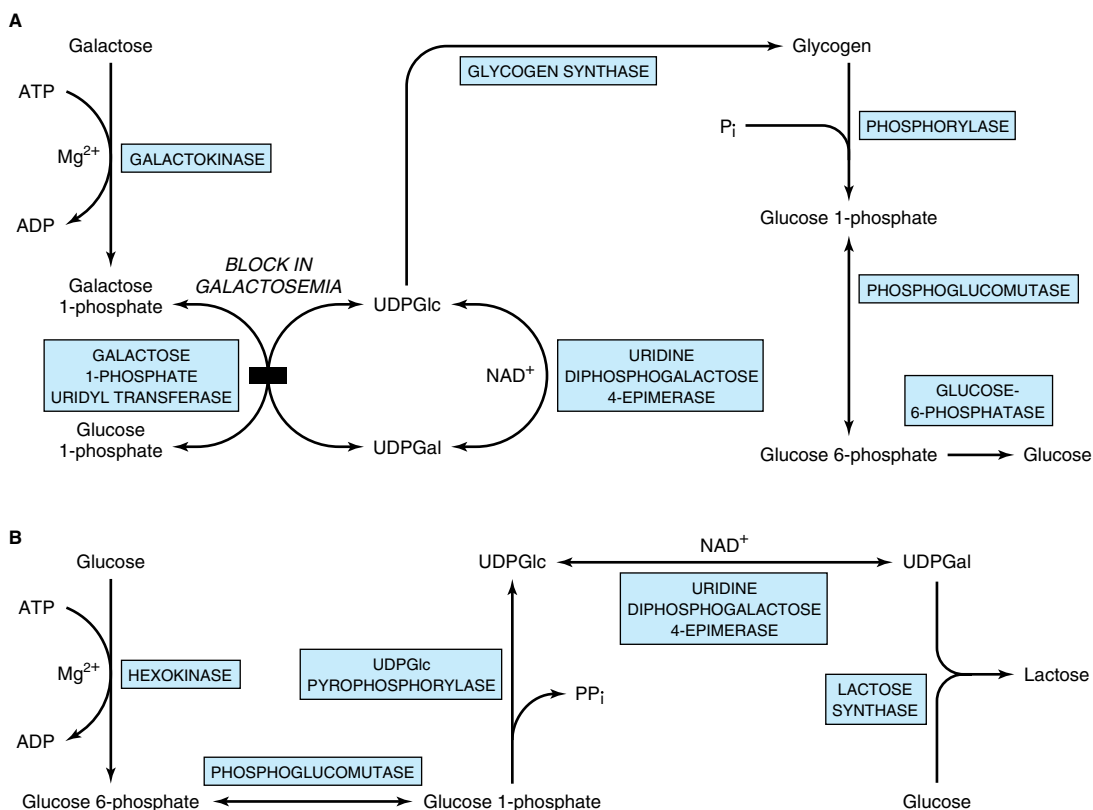 A
Galactose
ATP
Mg2+
GALACTOKINASE
ADP
Galactose
1-phosphate
BLOCK IN
GALACTOSEMIA
GALACTOSE
1-PHOSPHATE
URIDYL TRANSFERASE
Glucose
1-phosphate
UDPGlc
NAD+
UDPGal
URIDINE
DIPHOSPHOGALACTOSE
4-EPIMERASE
GLYCOGEN SYNTHASE
Glycogen
Pi
PHOSPHORYLASE
Glucose 1-phosphate
PHOSPHOGLUCOMUTASE
GLUCOSE-
6-PHOSPHATASE
Glucose 6-phosphate
Glucose
B
Glucose
ATP
Mg2+
HEXOKINASE
ADP
Glucose 6-phosphate
PHOSPHOGLUCOMUTASE
Glucose 1-phosphate
UDPGlc
PYROPHOSPHORYLASE
PPi
UDPGlc
NAD+
URIDINE
DIPHOSPHOGALACTOSE
4-EPIMERASE
UDPGal
LACTOSE
SYNTHASE
Lactose
Glucose